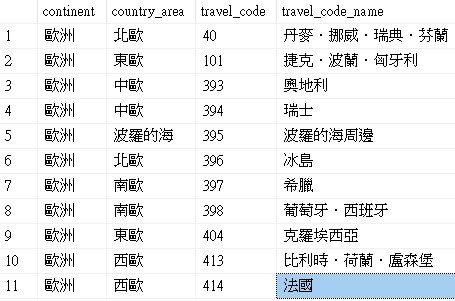 continent country_area travel_code travel_code_name
1 歐洲 北歐 40 丹麥‧挪威‧瑞典‧芬蘭
2 歐洲 東歐 101 捷克‧波蘭‧匈牙利
3 歐洲 中歐 393 奧地利
4 歐洲 中歐 394 瑞士
5 歐洲 波羅的海 395 波羅的海周邊
6 歐洲 北歐 396 冰島
7 歐洲 南歐 397 希臘
8 歐洲 南歐 398 葡萄牙‧西班牙
9 歐洲 東歐 404 克羅埃西亞
10 歐洲 西歐 413 比利時‧荷蘭‧盧森堡
11 歐洲 西歐 414 法國